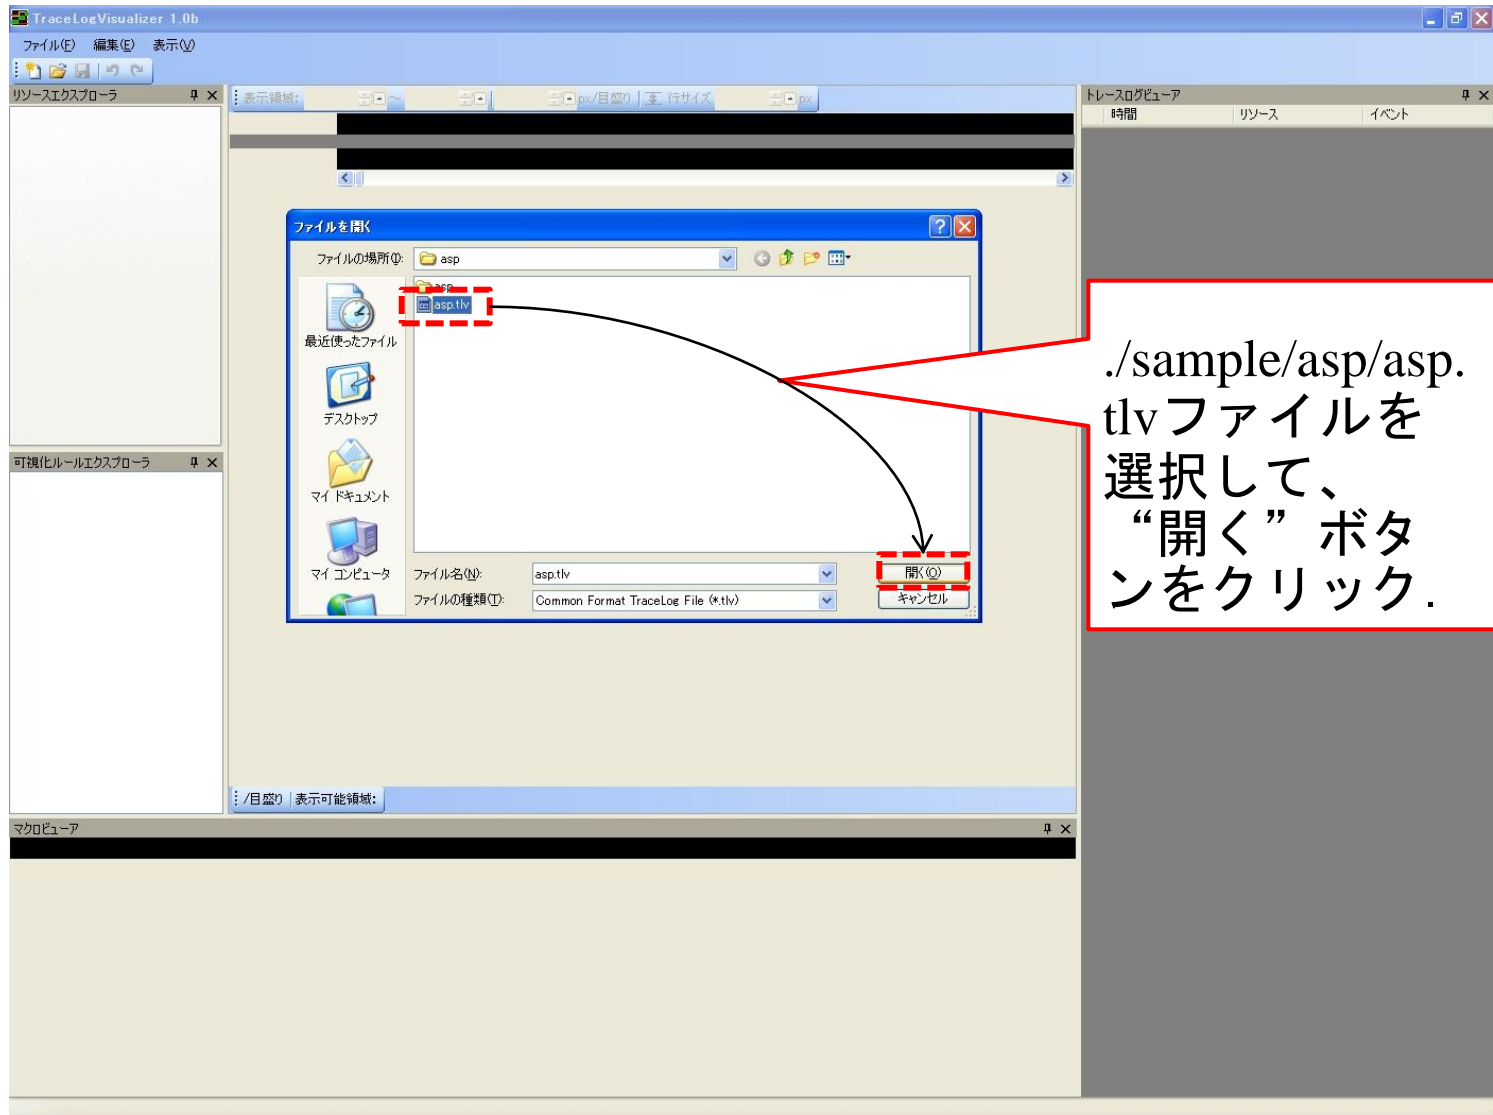 TraceLogVisualizer 1.0b
ファイル(F) 編集(E) 表示(V)
リソースエクスプローラ
表示領域: ～ px/目盛り 行サイズ px
トレースログビューア
時間 リソース イベント
ファイルを開く
ファイルの場所(I): asp
asp
asp.tlv
最近使ったファイル
デスクトップ
マイ ドキュメント
マイ コンピュータ
ファイル名(N): asp.tlv 開く(O)
ファイルの種類(T): Common Format TraceLog File (*.tlv) キャンセル
./sample/asp/asp.
tlvファイルを
選択して、
“開く”ボタ
ンをクリック.
可視化ルールエクスプローラ
/目盛り 表示可能領域:
マクロビューア